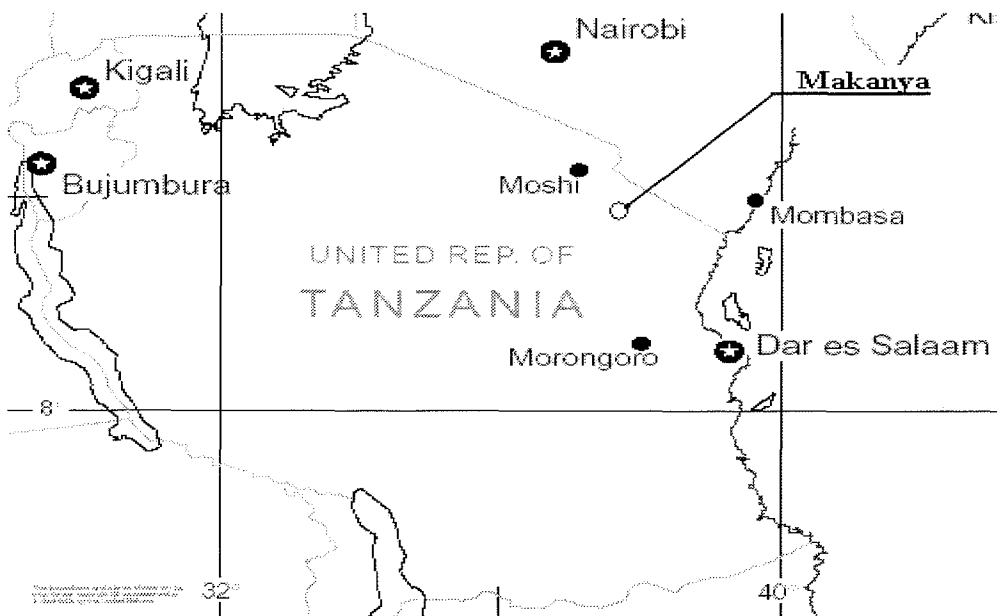 Nairobi
Kigali
Makanya
Bujumbura
Moshi
Mombasa
UNITED REP. OF
TANZANIA
Morongoro
Dar es Salaam
8°
32°
40°